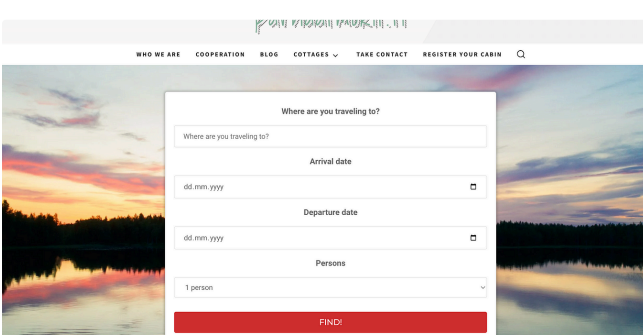 WHO WE ARE COOPERATION BLOG COTTAGES TAKE CONTACT REGISTER YOUR CABIN
Where are you traveling to?
Where are you traveling to?
Arrival date
dd.mm.yyyy
Departure date
dd.mm.yyyy
Persons
1 person
FIND!